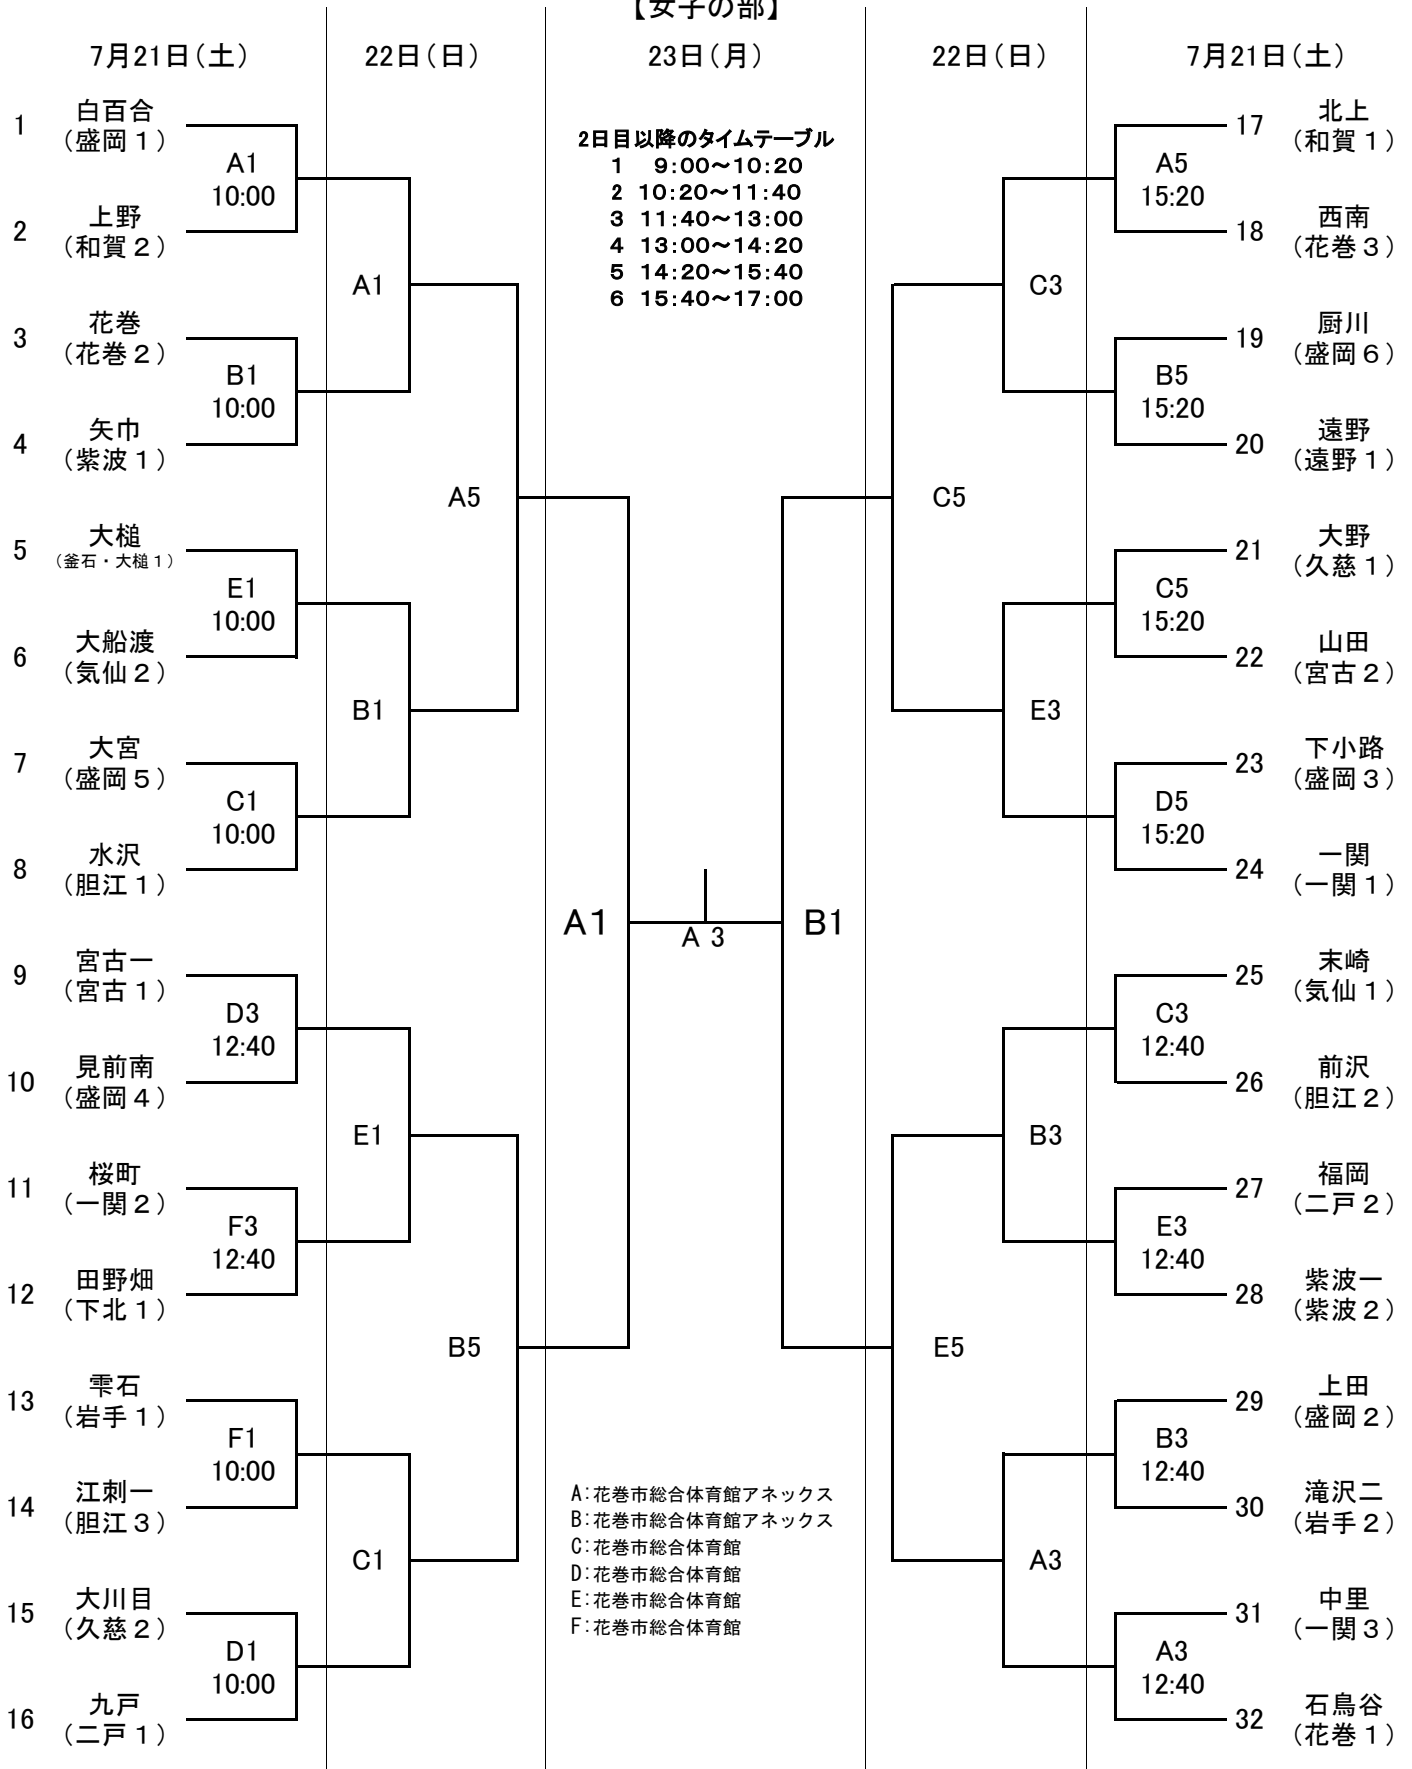 【女子の部】
7月21日(土)
22日(日)
23日(月)
22日(日)
7月21日(土)
2日目以降のタイムテーブル
1 9:00～10:20
2 10:20～11:40
3 11:40～13:00
4 13:00～14:20
5 14:20～15:40
6 15:40～17:00
1 白百合
(盛岡1)
A1
10:00
2 上野
(和賀2)
A1
3 花巻
(花巻2)
B1
10:00
4 矢巾
(紫波1)
A5
5 大槌
(釜石・大槌1)
E1
10:00
6 大船渡
(気仙2)
B1
7 大宮
(盛岡5)
C1
10:00
8 水沢
(胆江1)
A1
A 3
B1
9 宮古一
(宮古1)
D3
12:40
10 見前南
(盛岡4)
E1
11 桜町
(一関2)
F3
12:40
12 田野畑
(下北1)
B5
13 雫石
(岩手1)
F1
10:00
14 江刺一
(胆江3)
C1
15 大川目
(久慈2)
D1
10:00
16 九戸
(二戸1)
A:花巻市総合体育館アネックス
B:花巻市総合体育館アネックス
C:花巻市総合体育館
D:花巻市総合体育館
E:花巻市総合体育館
F:花巻市総合体育館
17 北上
(和賀1)
A5
15:20
18 西南
(花巻3)
C3
19 厨川
(盛岡6)
B5
15:20
20 遠野
(遠野1)
C5
21 大野
(久慈1)
C5
15:20
22 山田
(宮古2)
E3
23 下小路
(盛岡3)
D5
15:20
24 一関
(一関1)
25 末崎
(気仙1)
C3
12:40
26 前沢
(胆江2)
B3
27 福岡
(二戸2)
E3
12:40
28 紫波一
(紫波2)
E5
29 上田
(盛岡2)
B3
12:40
30 滝沢二
(岩手2)
A3
31 中里
(一関3)
A3
12:40
32 石鳥谷
(花巻1)